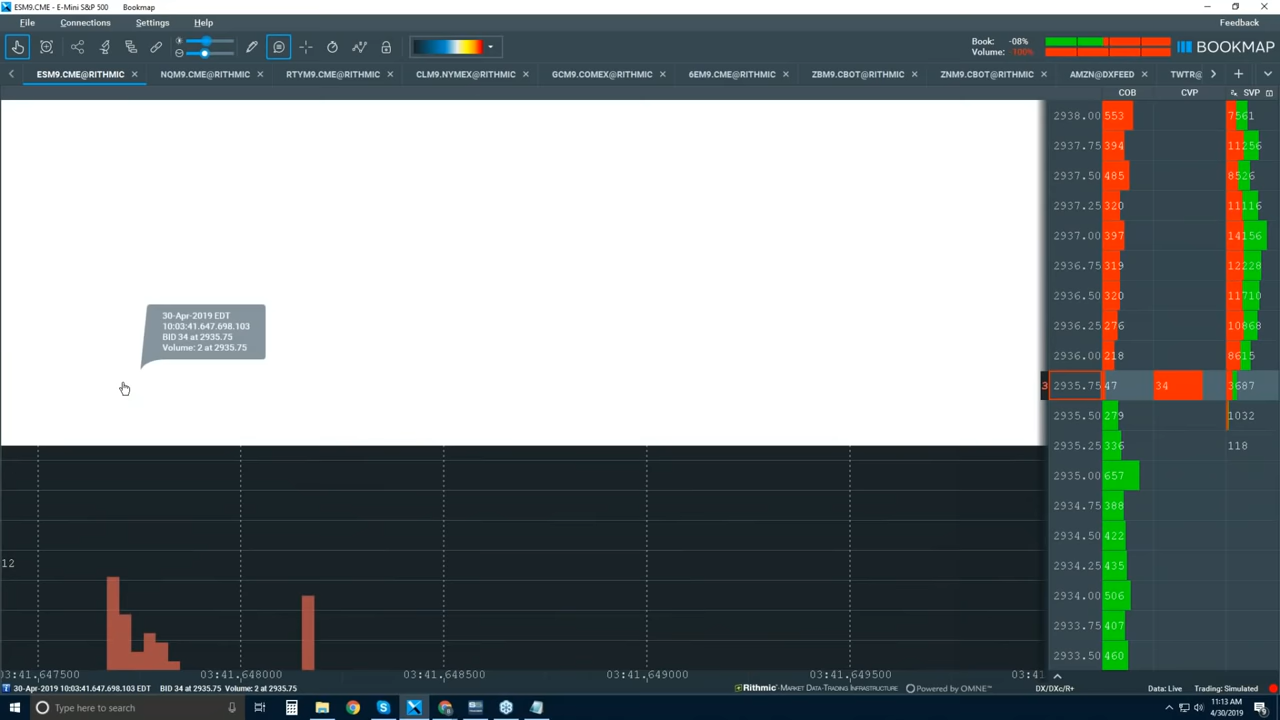 ESM9.CME - E-Mini S&P 500 Bookmap
File Connections Settings Help Feedback
Book: -08%
Volume: -100%
BOOKMAP
ESM9.CME@RITHMIC NQM9.CME@RITHMIC RTYM9.CME@RITHMIC CLM9.NYMEX@RITHMIC GCM9.COMEX@RITHMIC 6EM9.CME@RITHMIC ZBM9.CBOT@RITHMIC ZNM9.CBOT@RITHMIC AMZN@DXFEED TWTR@
COB CVP SVP
2938.00 553 7561
2937.75 394 11256
2937.50 485 8526
2937.25 320 11116
2937.00 397 14156
2936.75 319 12228
2936.50 320 11710
2936.25 276 10868
2936.00 218 8615
3 2935.75 47 34 3687
2935.50 279 1032
2935.25 336 118
2935.00 657
2934.75 388
2934.50 422
2934.25 435
2934.00 506
2933.75 407
2933.50 460
30-Apr-2019 EDT
10:03:41.647.698.103
BID 34 at 2935.75
Volume: 2 at 2935.75
12
03:41.647500 03:41.648000 03:41.648500 03:41.649000 03:41.649500 03:41
30-Apr-2019 10:03:41.647.698.103 EDT BID 34 at 2935.75 Volume: 2 at 2935.75
Rithmic - MARKET DATA-TRADING INFRASTRUCTURE Powered by OMNE™ DX/DXc/R+ Data: Live Trading: Simulated
Type here to search
11:13 AM
4/30/2019
9